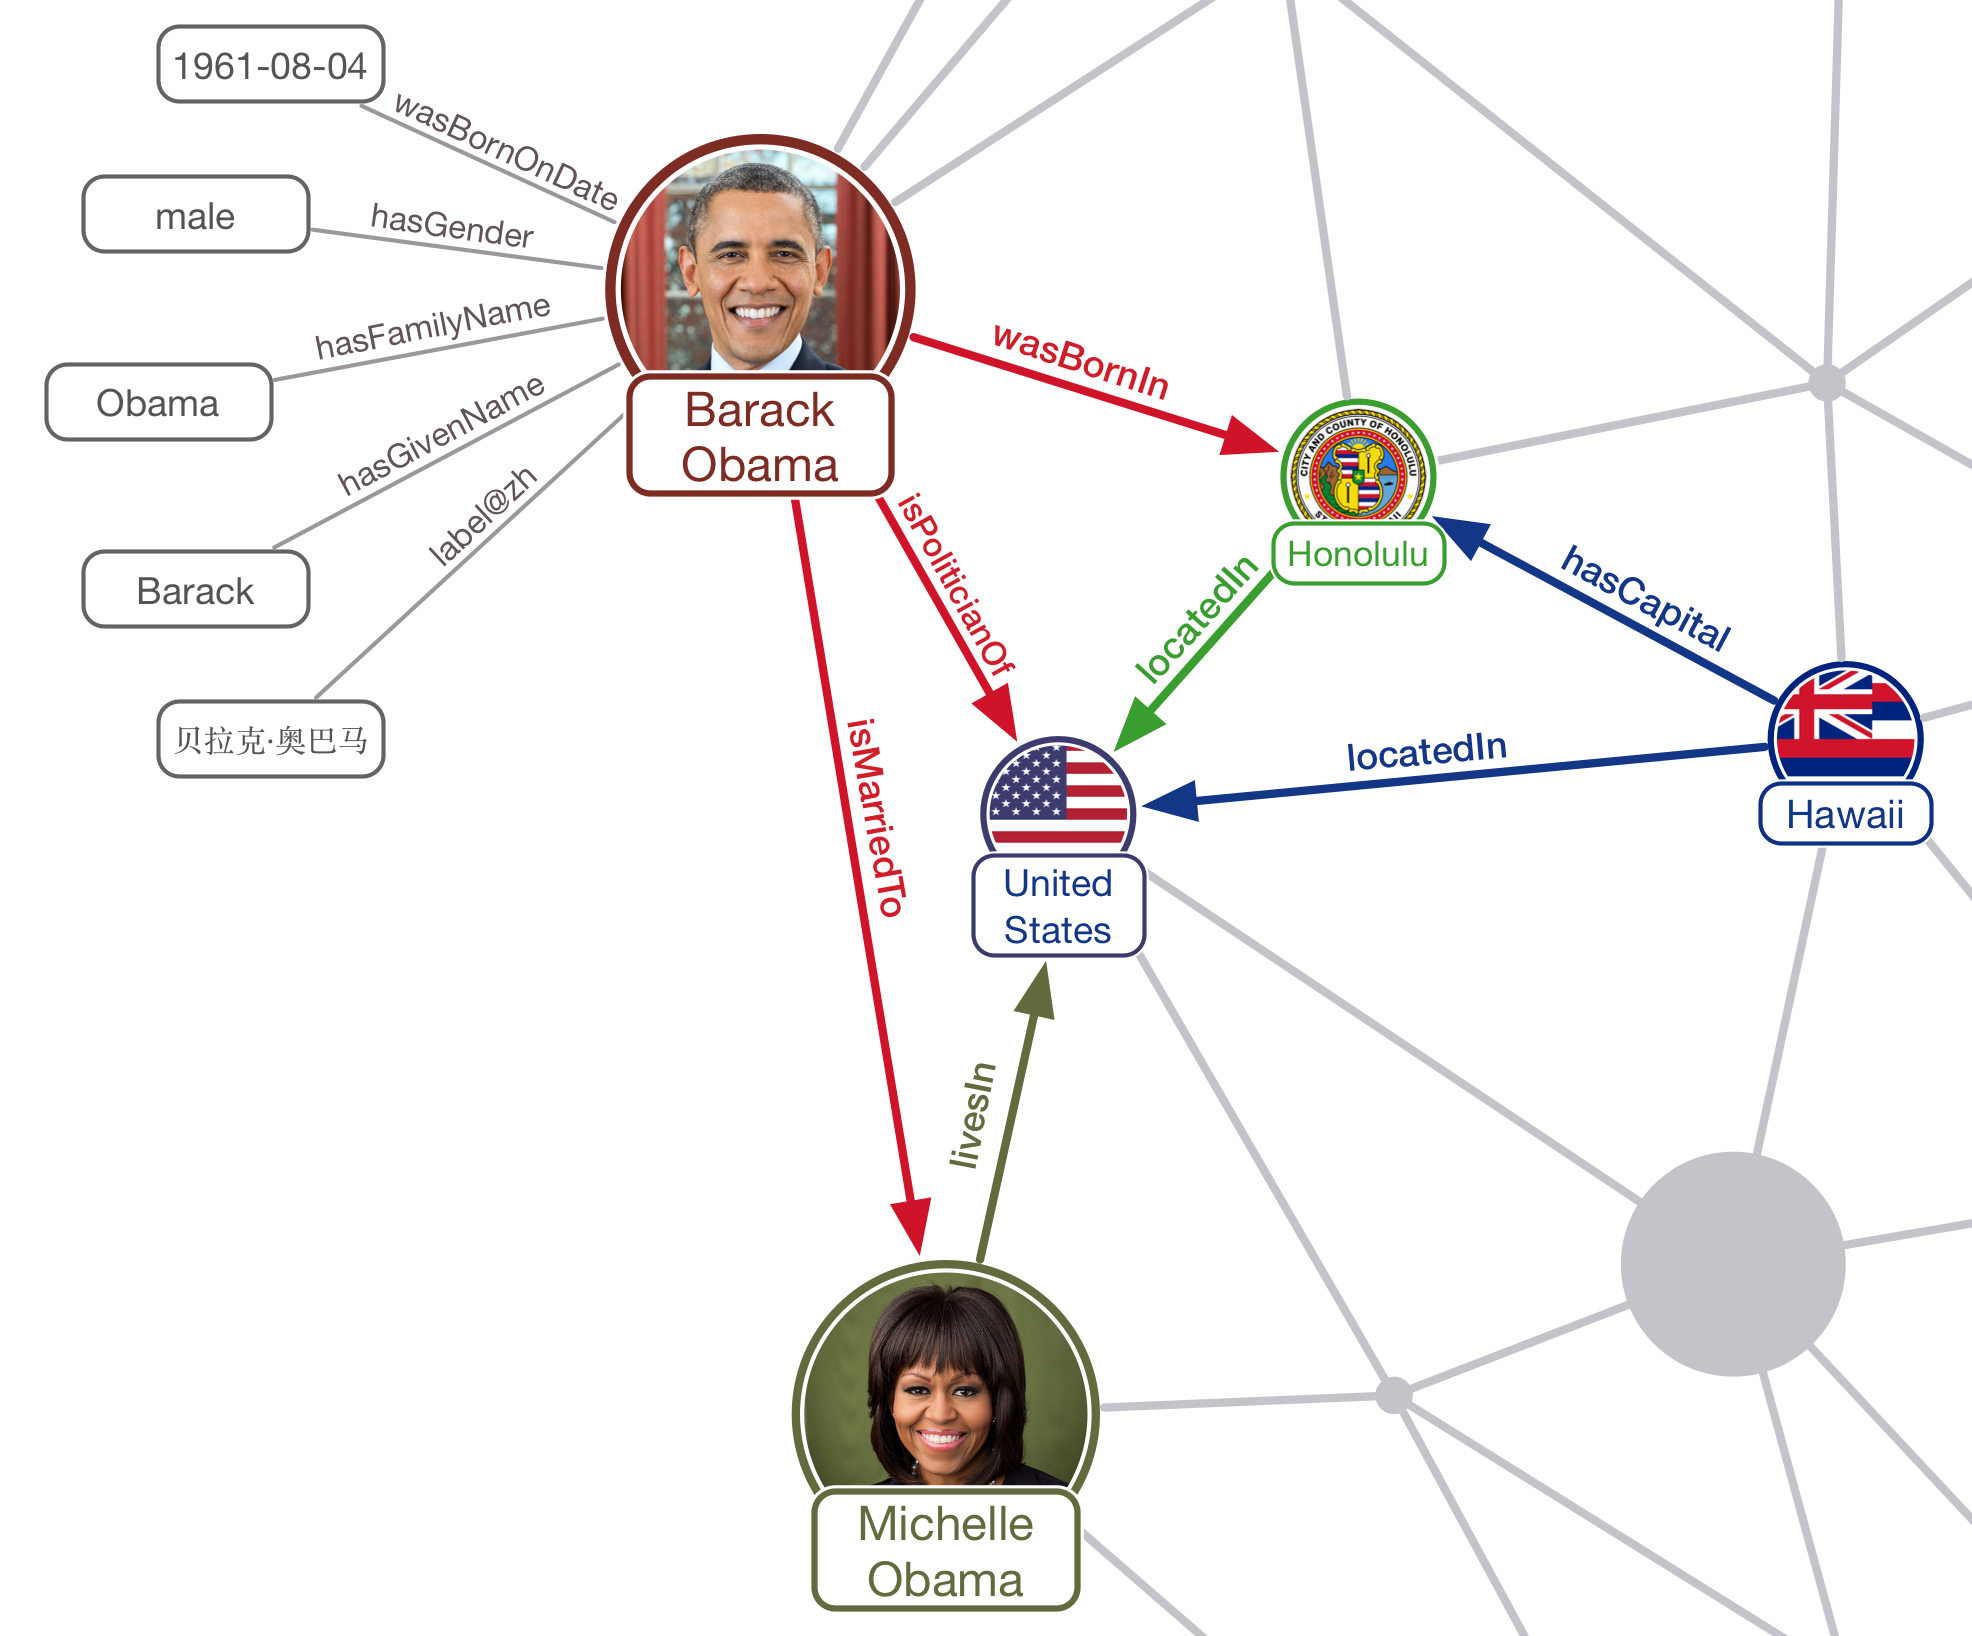 1961-08-04
wasBornOnDate
male
hasGender
hasFamilyName
Obama
hasGivenName
Barack
label@zh
贝拉克·奥巴马
Barack
Obama
wasBornIn
CITY AND COUNTY OF HONOLULU
Honolulu
isPoliticianOf
locatedIn
hasCapital
isMarriedTo
locatedIn
Hawaii
United
States
livesIn
Michelle
Obama